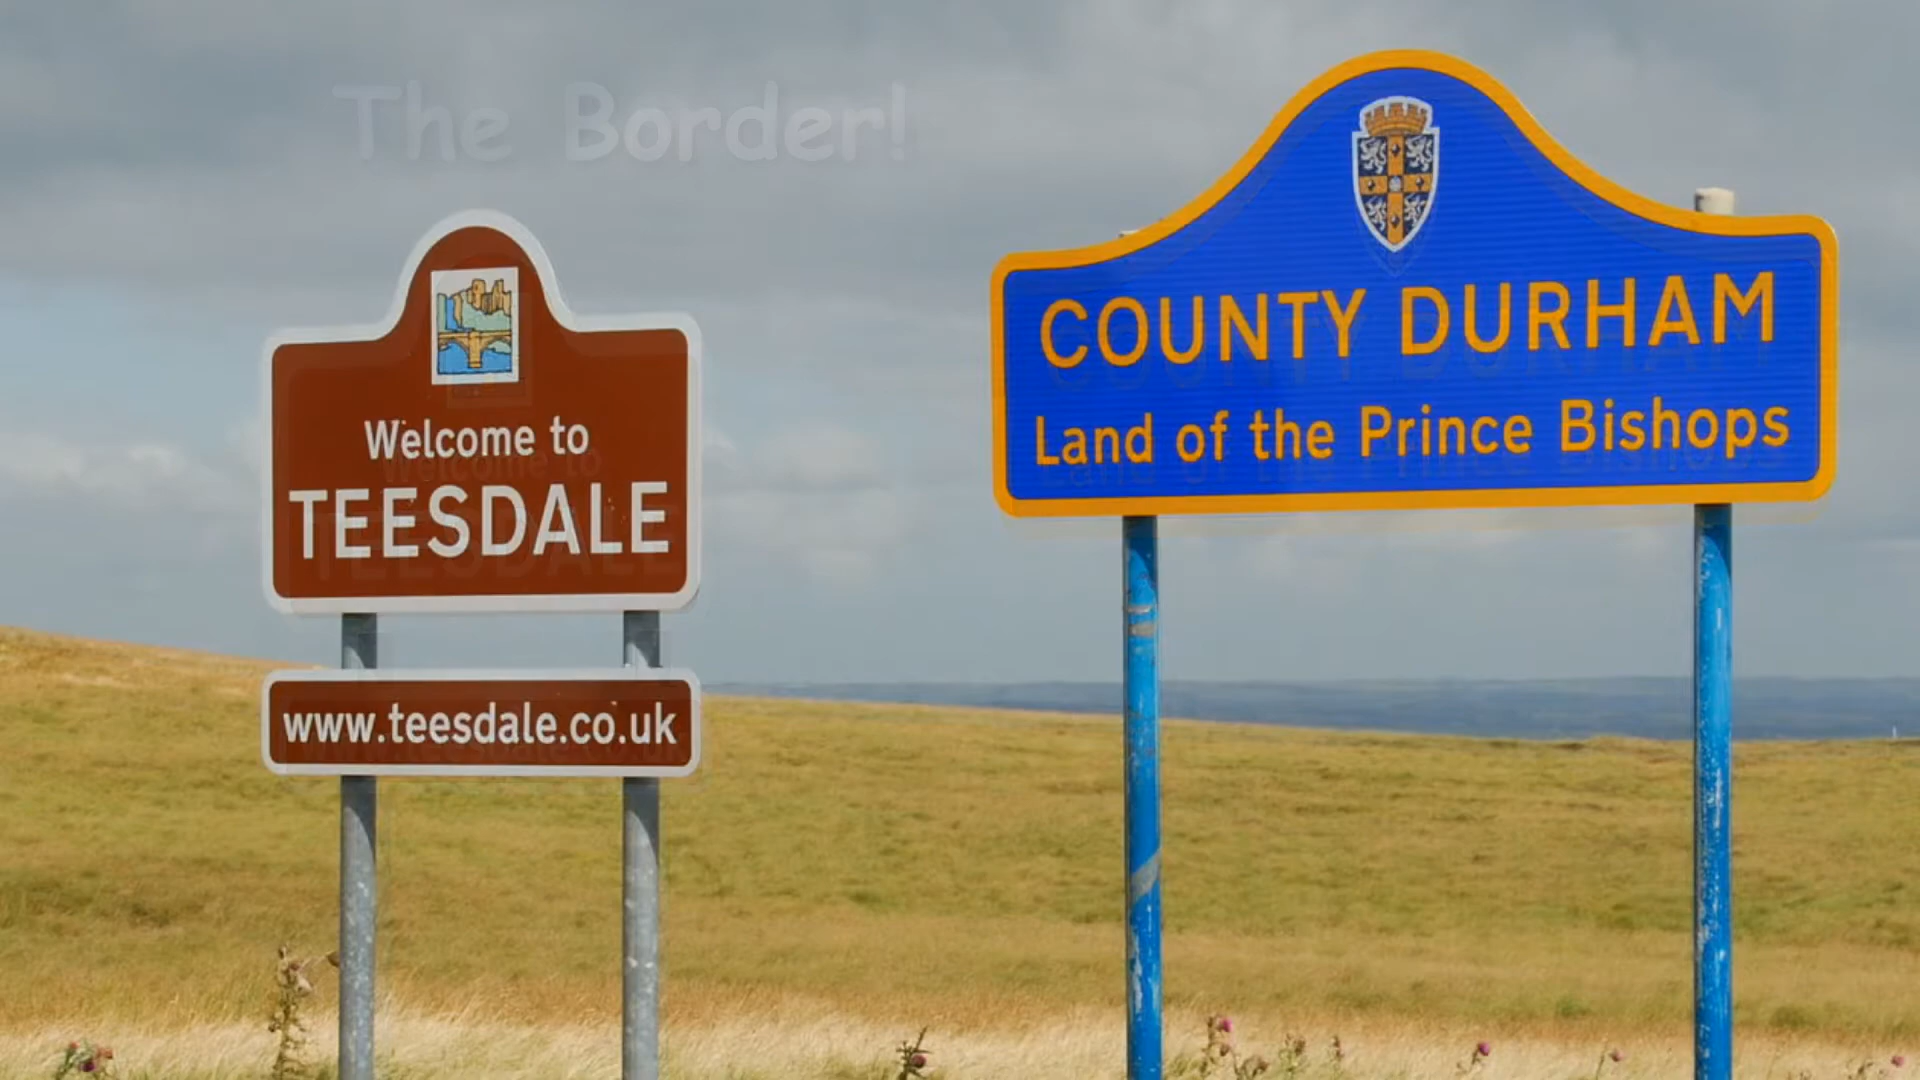 The Border!
Welcome to
TEESDALE
www.teesdale.co.uk
COUNTY DURHAM
Land of the Prince Bishops